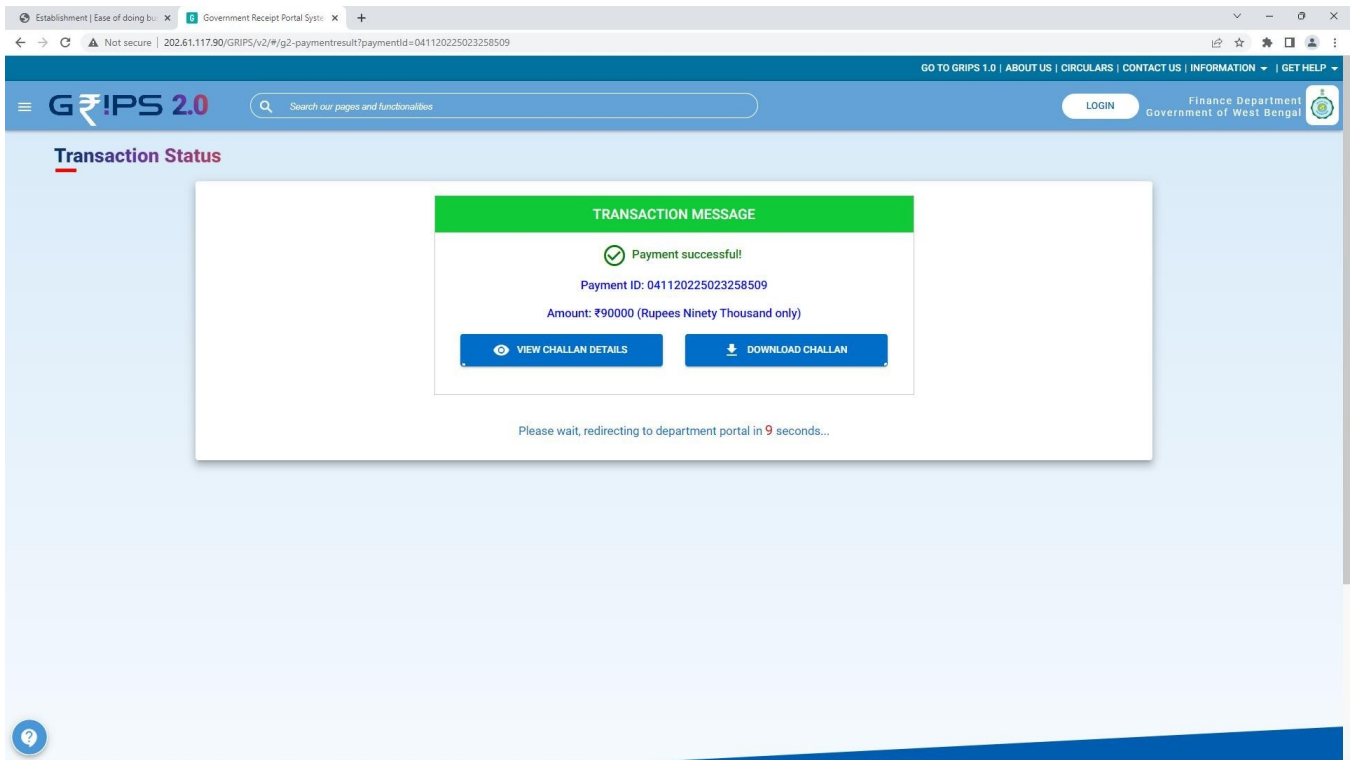 Establishment | Ease of doing bu
Government Receipt Portal Syste
Not secure | 202.61.117.90/GRIPS/v2/#/g2-paymentresult?paymentId=041120225023258509
GO TO GRIPS 1.0 | ABOUT US | CIRCULARS | CONTACT US | INFORMATION | GET HELP
GR₹IPS 2.0
Search our pages and functionalities
LOGIN
Finance Department
Government of West Bengal
Transaction Status
TRANSACTION MESSAGE
Payment successful!
Payment ID: 041120225023258509
Amount: ₹90000 (Rupees Ninety Thousand only)
VIEW CHALLAN DETAILS
DOWNLOAD CHALLAN
Please wait, redirecting to department portal in 9 seconds...